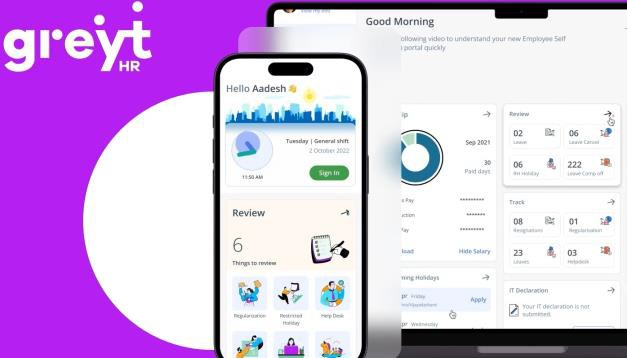 greyt
HR
Hello Aadesh
Tuesday | General shift
2 October 2022
11:50 AM
Sign In
Review
6
Things to review
Regularization
Restricted
Holiday
Help Desk
Good Morning
ollowing video to understand your new Employee Self
portal quickly
ip
Sep 2021
30
Paid days
s Pay
*********
uction
*******
Pay
*********
load
Hide Salary
ming Holidays
pr Friday
Apply
pr Wednesday
Review
02
Leave
06
Leave Cancel
06
RH Holiday
222
Leave Comp off
Track
08
Resignations
01
Regularisation
23
Leaves
03
Helpdesk
IT Declaration
Your IT declaration is not
submitted.